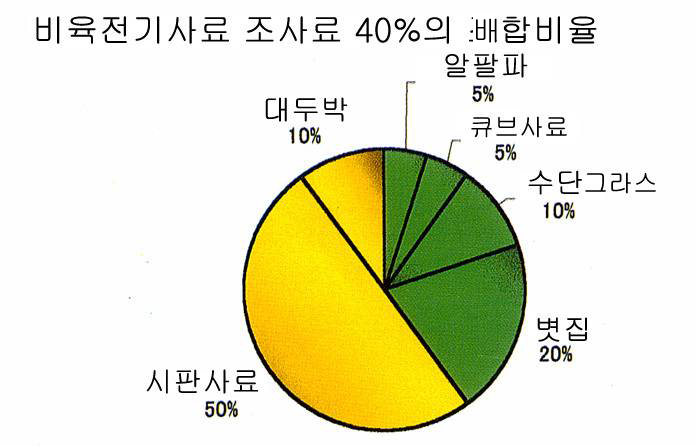 비육전기사료 조사료 40%의 配합비율
알팔파
5%
큐브사료
5%
수단그라스
10%
볏집
20%
시판사료
50%
대두박
10%